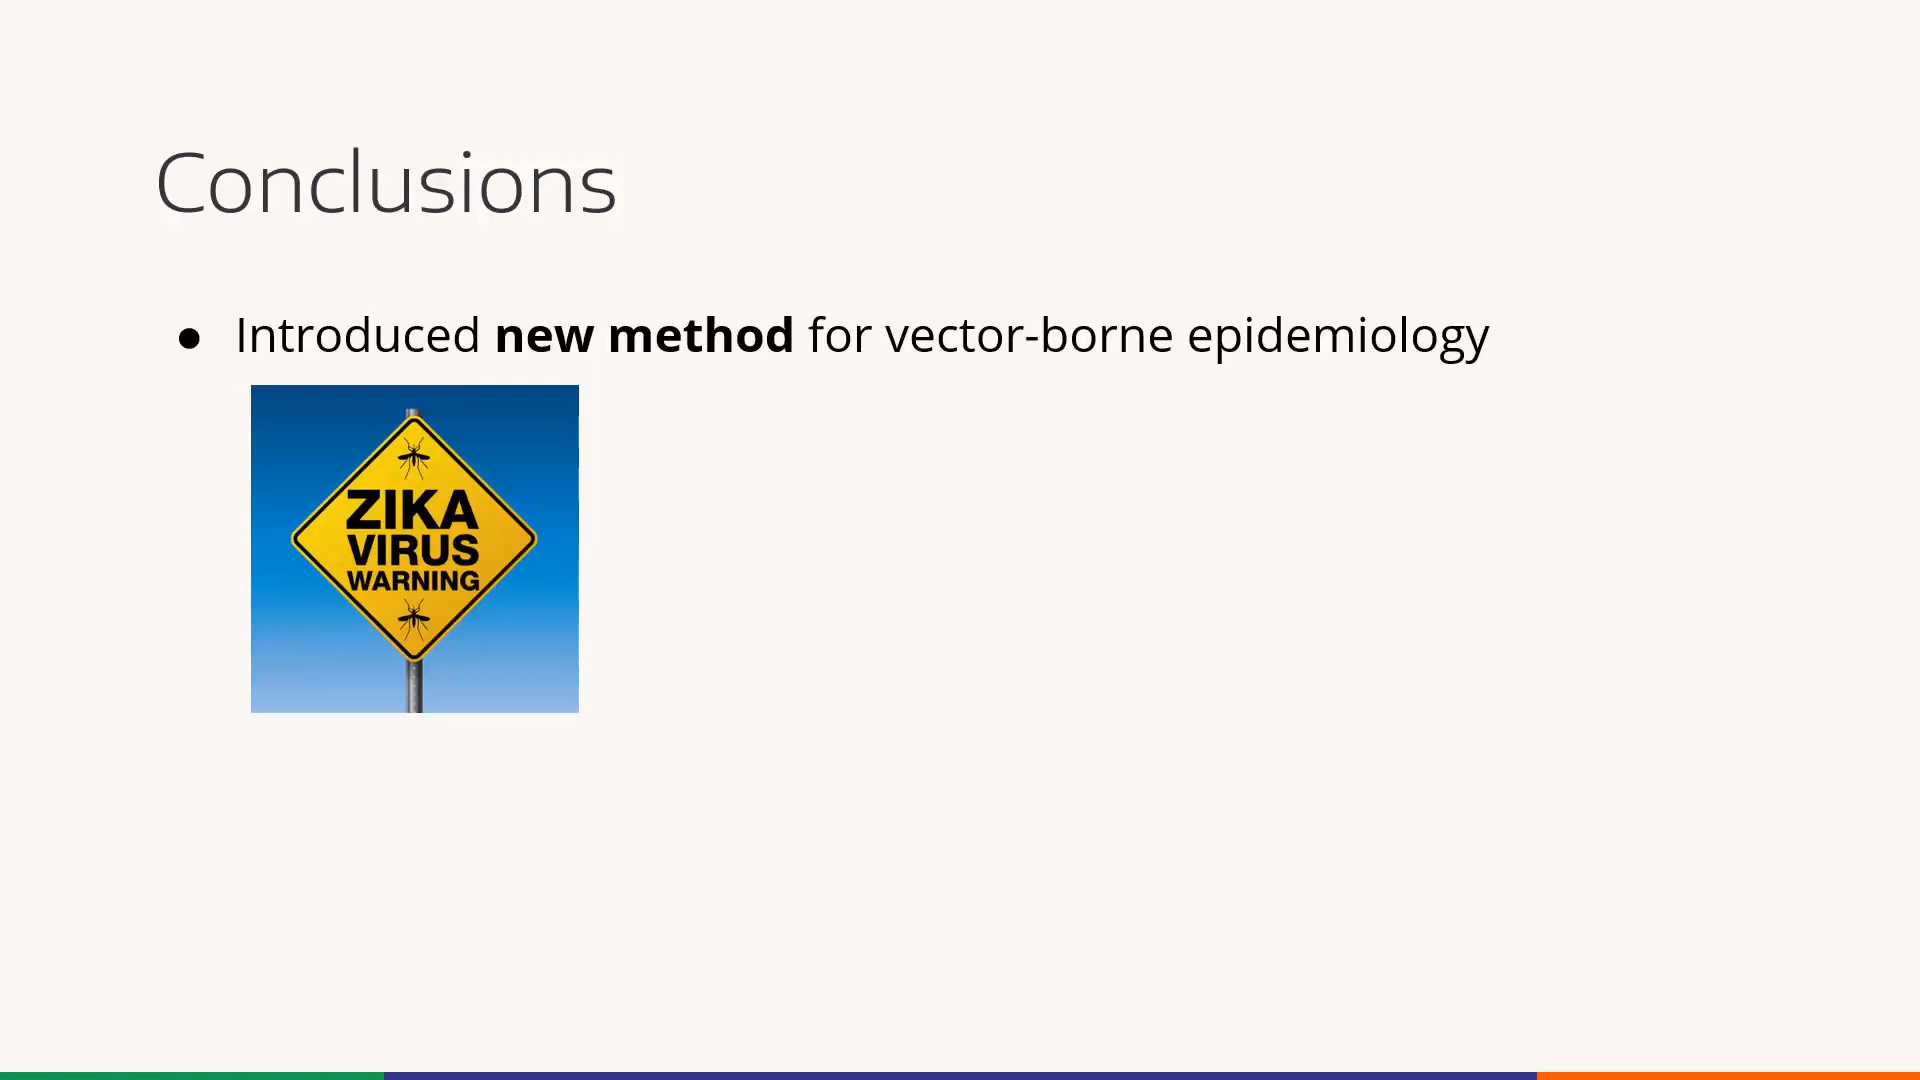 Conclusions
● Introduced new method for vector-borne epidemiology
ZIKA
VIRUS
WARNING